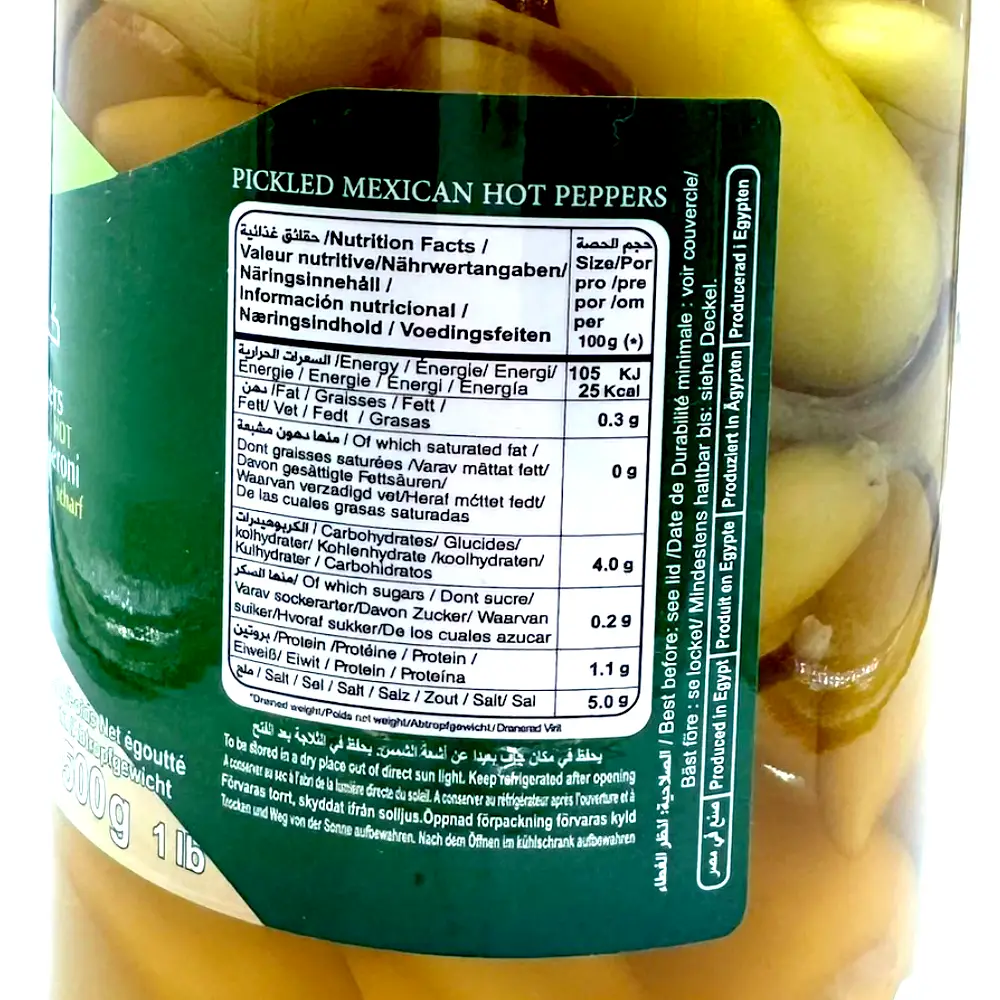 PICKLED MEXICAN HOT PEPPERS
حقائق غذائية /Nutrition Facts /
Valeur nutritive/Nährwertangaben/
Näringsinnehåll /
Información nutricional /
Næringsindhold / Voedingsfeiten
حجم الحصة
Size/Por
pro /pre
por /om
per
100g (*)
السعرات الحرارية /Energy / Énergie/ Energi/
Energie / Energie / Energi / Energía
105 KJ
25 Kcal
دهن /Fat / Graisses / Fett /
Fett/ Vet / Fedt / Grasas
0.3 g
منها دهون مشبعة / Of which saturated fat /
Dont graisses saturées /Varav mâttat fett/
Davon gesättigte Fettsäuren/
Waarvan verzadigd vet/Heraf mćttet fedt/
De las cuales grasas saturadas
0 g
الكربوهيدرات / Carbohydrates/ Glucides/
kolhydrater/ Kohlenhydrate /koolhydraten/
Kulhydrater / Carbohidratos
4.0 g
منها السكر/ Of which sugars / Dont sucre/
Varav sockerarter/Davon Zucker/ Waarvan
suiker/Hvoraf sukker/De los cuales azucar
0.2 g
بروتين /Protein /Protéine / Protein /
Eiweiß/ Eiwit / Protein / Proteína
1.1 g
ملح / Salt / Sel / Salt / Salz / Zout / Salt/ Sal
5.0 g
*Drained weight/Poids net weight/Abtropfgewicht/ Dranerad Virit
يحفظ في مكان جاف بعيدا عن أشعة الشمس. يحفظ في الثلاجة بعد الفتح
To be stored in a dry place out of direct sun light. Keep refrigerated after opening
A conserver au sec à l'abri de la lumière directe du soleil. A conserver au réfrigérateur après l'ouverture et à
Förvaras torrt, skyddat ifrån solljus.Öppnad förpackning förvaras kyld
Trocken und Weg von der Sonne aufbewahren. Nach dem Öffnen im kühlschrank aufbewahren
الصلاحية: انظر الغطاء / Best before: see lid /Date de Durabilité minimale : voir couvercle/
Bäst före : se locket/ Mindestens haltbar bis: siehe Deckel.
صنع في مصر | Produced in Egypt | Produit en Egypte | Produziert in Ägypten | Producerad i Egypten
ers
HOT
eroni
scharf
Net égoutté
Abtropfgewicht
500g 1 lb